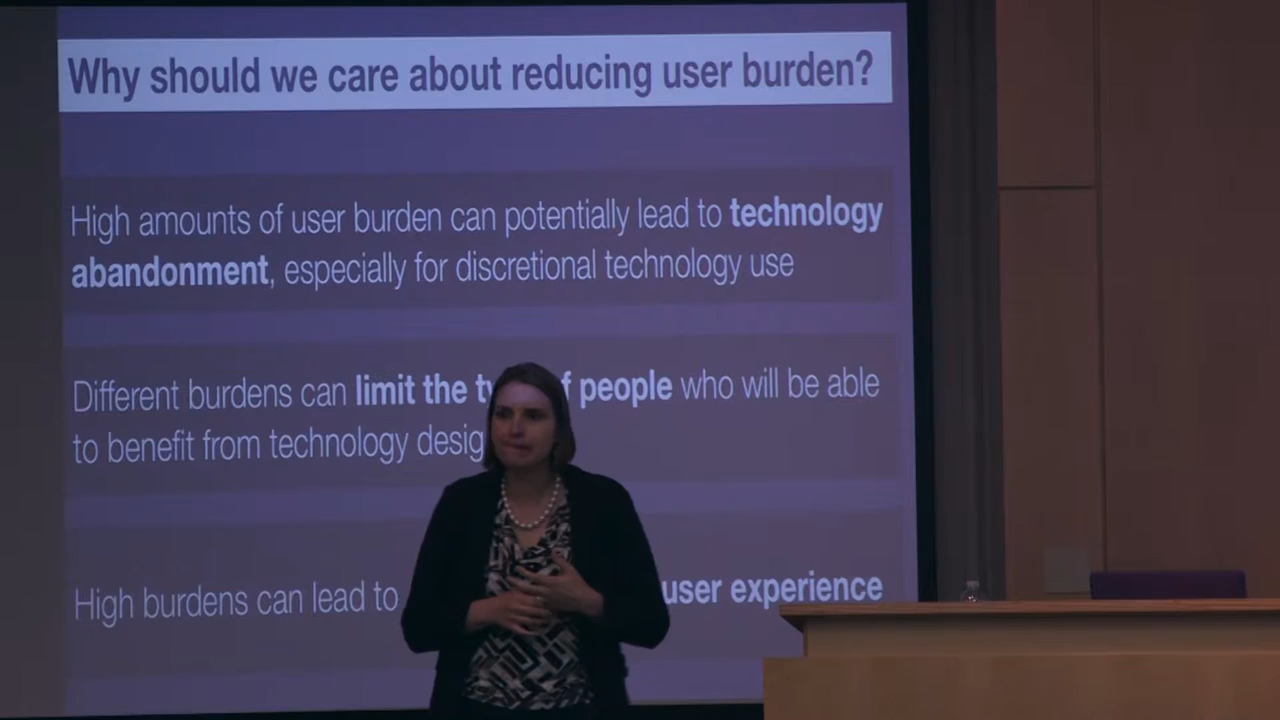 Why should we care about reducing user burden?
High amounts of user burden can potentially lead to technology
abandonment, especially for discretional technology use
Different burdens can limit the people who will be able
to benefit from technology
High burdens can lead to user experience